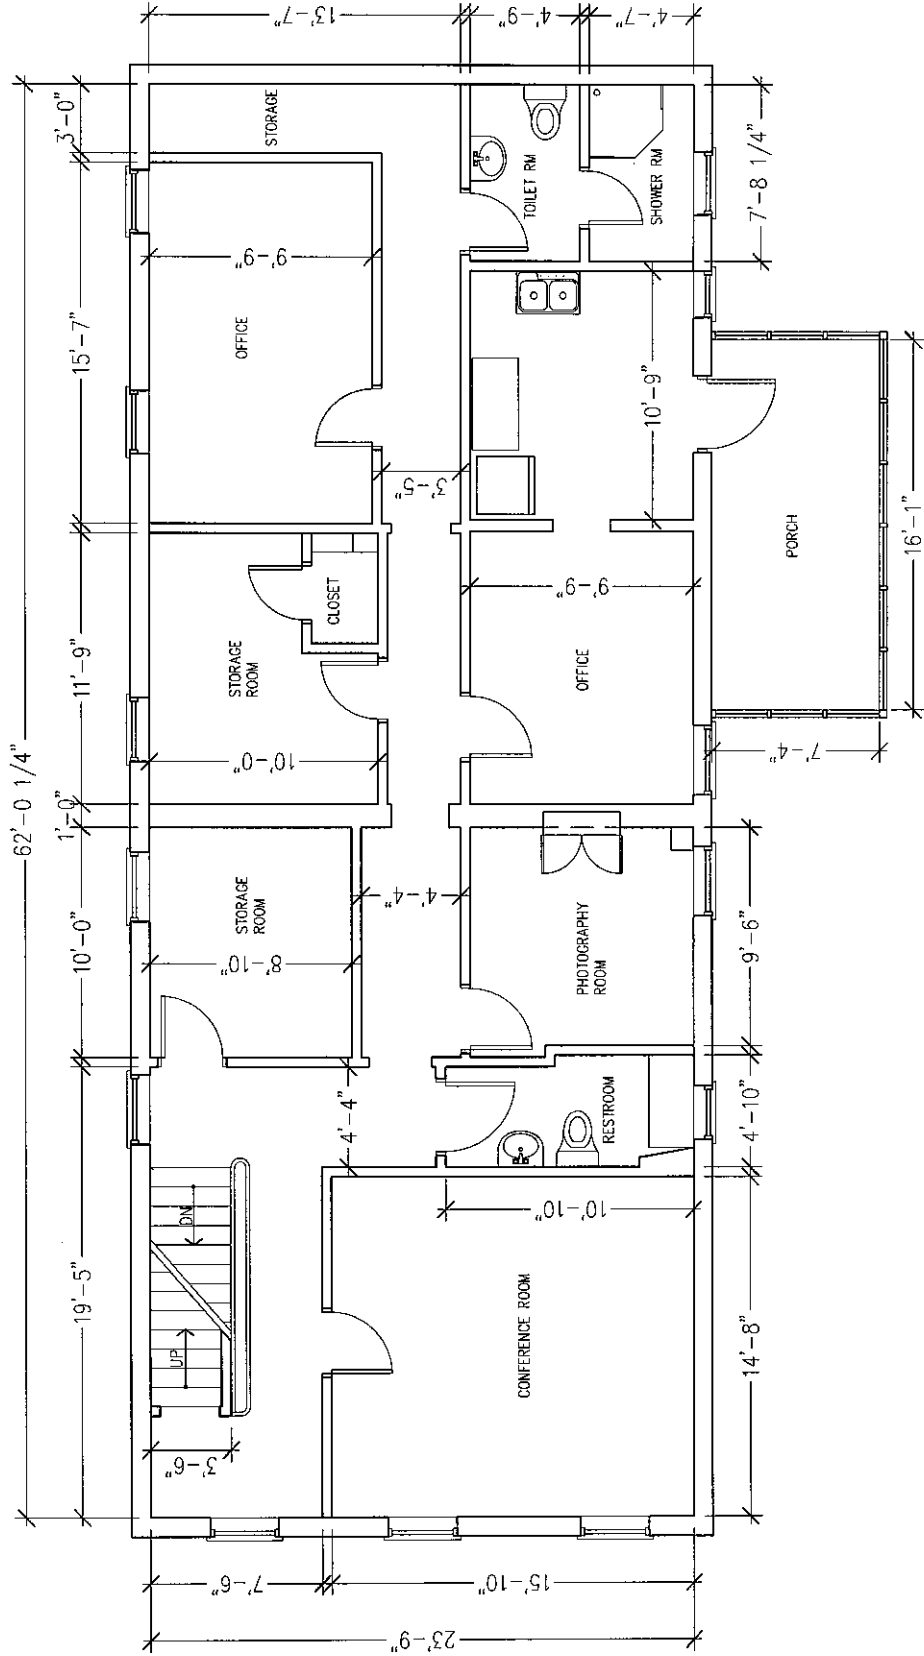 13'-7"
4'-9"
4'-7"
3'-0"
STORAGE
TOILET RM
SHOWER RM
7'-8 1/4"
9'-9"
OFFICE
15'-7"
10'-9"
3'-5"
PORCH
16'-1"
CLOSET
9'-9"
STORAGE
ROOM
11'-9"
OFFICE
10'-0"
7'-4"
62'-0 1/4"
1'-0"
STORAGE
ROOM
4'-4"
10'-0"
8'-10"
PHOTOGRAPHY
ROOM
9'-6"
4'-4"
RESTROOM
4'-10"
DN
10'-10"
19'-5"
UP
CONFERENCE ROOM
14'-8"
3'-6"
7'-6"
15'-10"
23'-9"